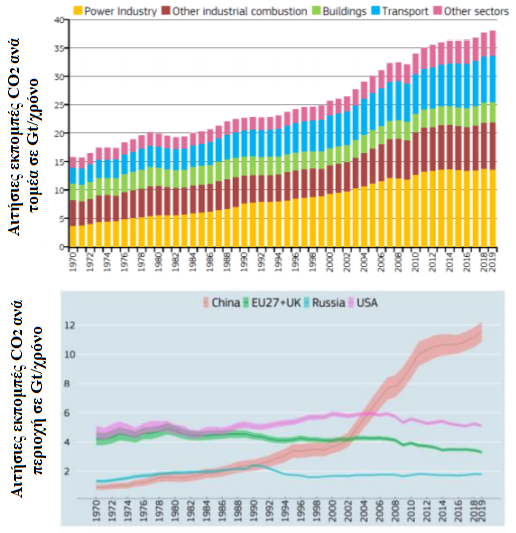 Power Industry Other industrial combustion Buildings Transport Other sectors
Αιτήσιες εκπομπές CO2 ανά
τομέα σε Gt/χρόνο
40
35
30
25
20
15
10
5
0
1970 1972 1974 1976 1978 1980 1982 1984 1986 1988 1990 1992 1994 1996 1998 2000 2002 2004 2006 2008 2010 2012 2014 2016 2018 2019
China EU27+UK Russia USA
Αιτήσιες εκπομπές CO2 ανά
περιοχή σε Gt/χρόνο
12
10
8
6
4
2
1970 1972 1974 1976 1978 1980 1982 1984 1986 1988 1990 1992 1994 1996 1998 2000 2002 2004 2006 2008 2010 2012 2014 2016 2018 2019